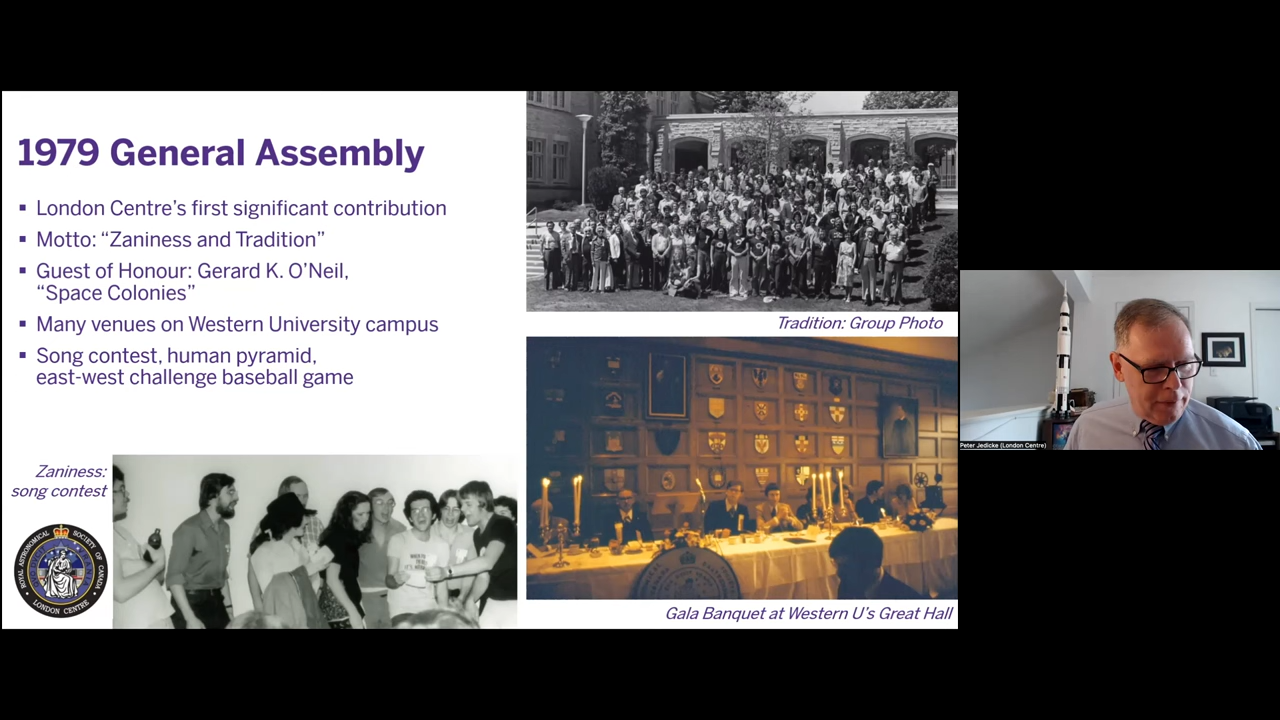 1979 General Assembly
▪ London Centre's first significant contribution
▪ Motto: “Zaniness and Tradition”
▪ Guest of Honour: Gerard K. O'Neil,
“Space Colonies”
▪ Many venues on Western University campus
▪ Song contest, human pyramid,
east-west challenge baseball game
Zaniness:
song contest
ROYAL ASTRONOMICAL SOCIETY OF CANADA
LONDON CENTRE
Tradition: Group Photo
Gala Banquet at Western U's Great Hall
Peter Jedicke (London Centre)